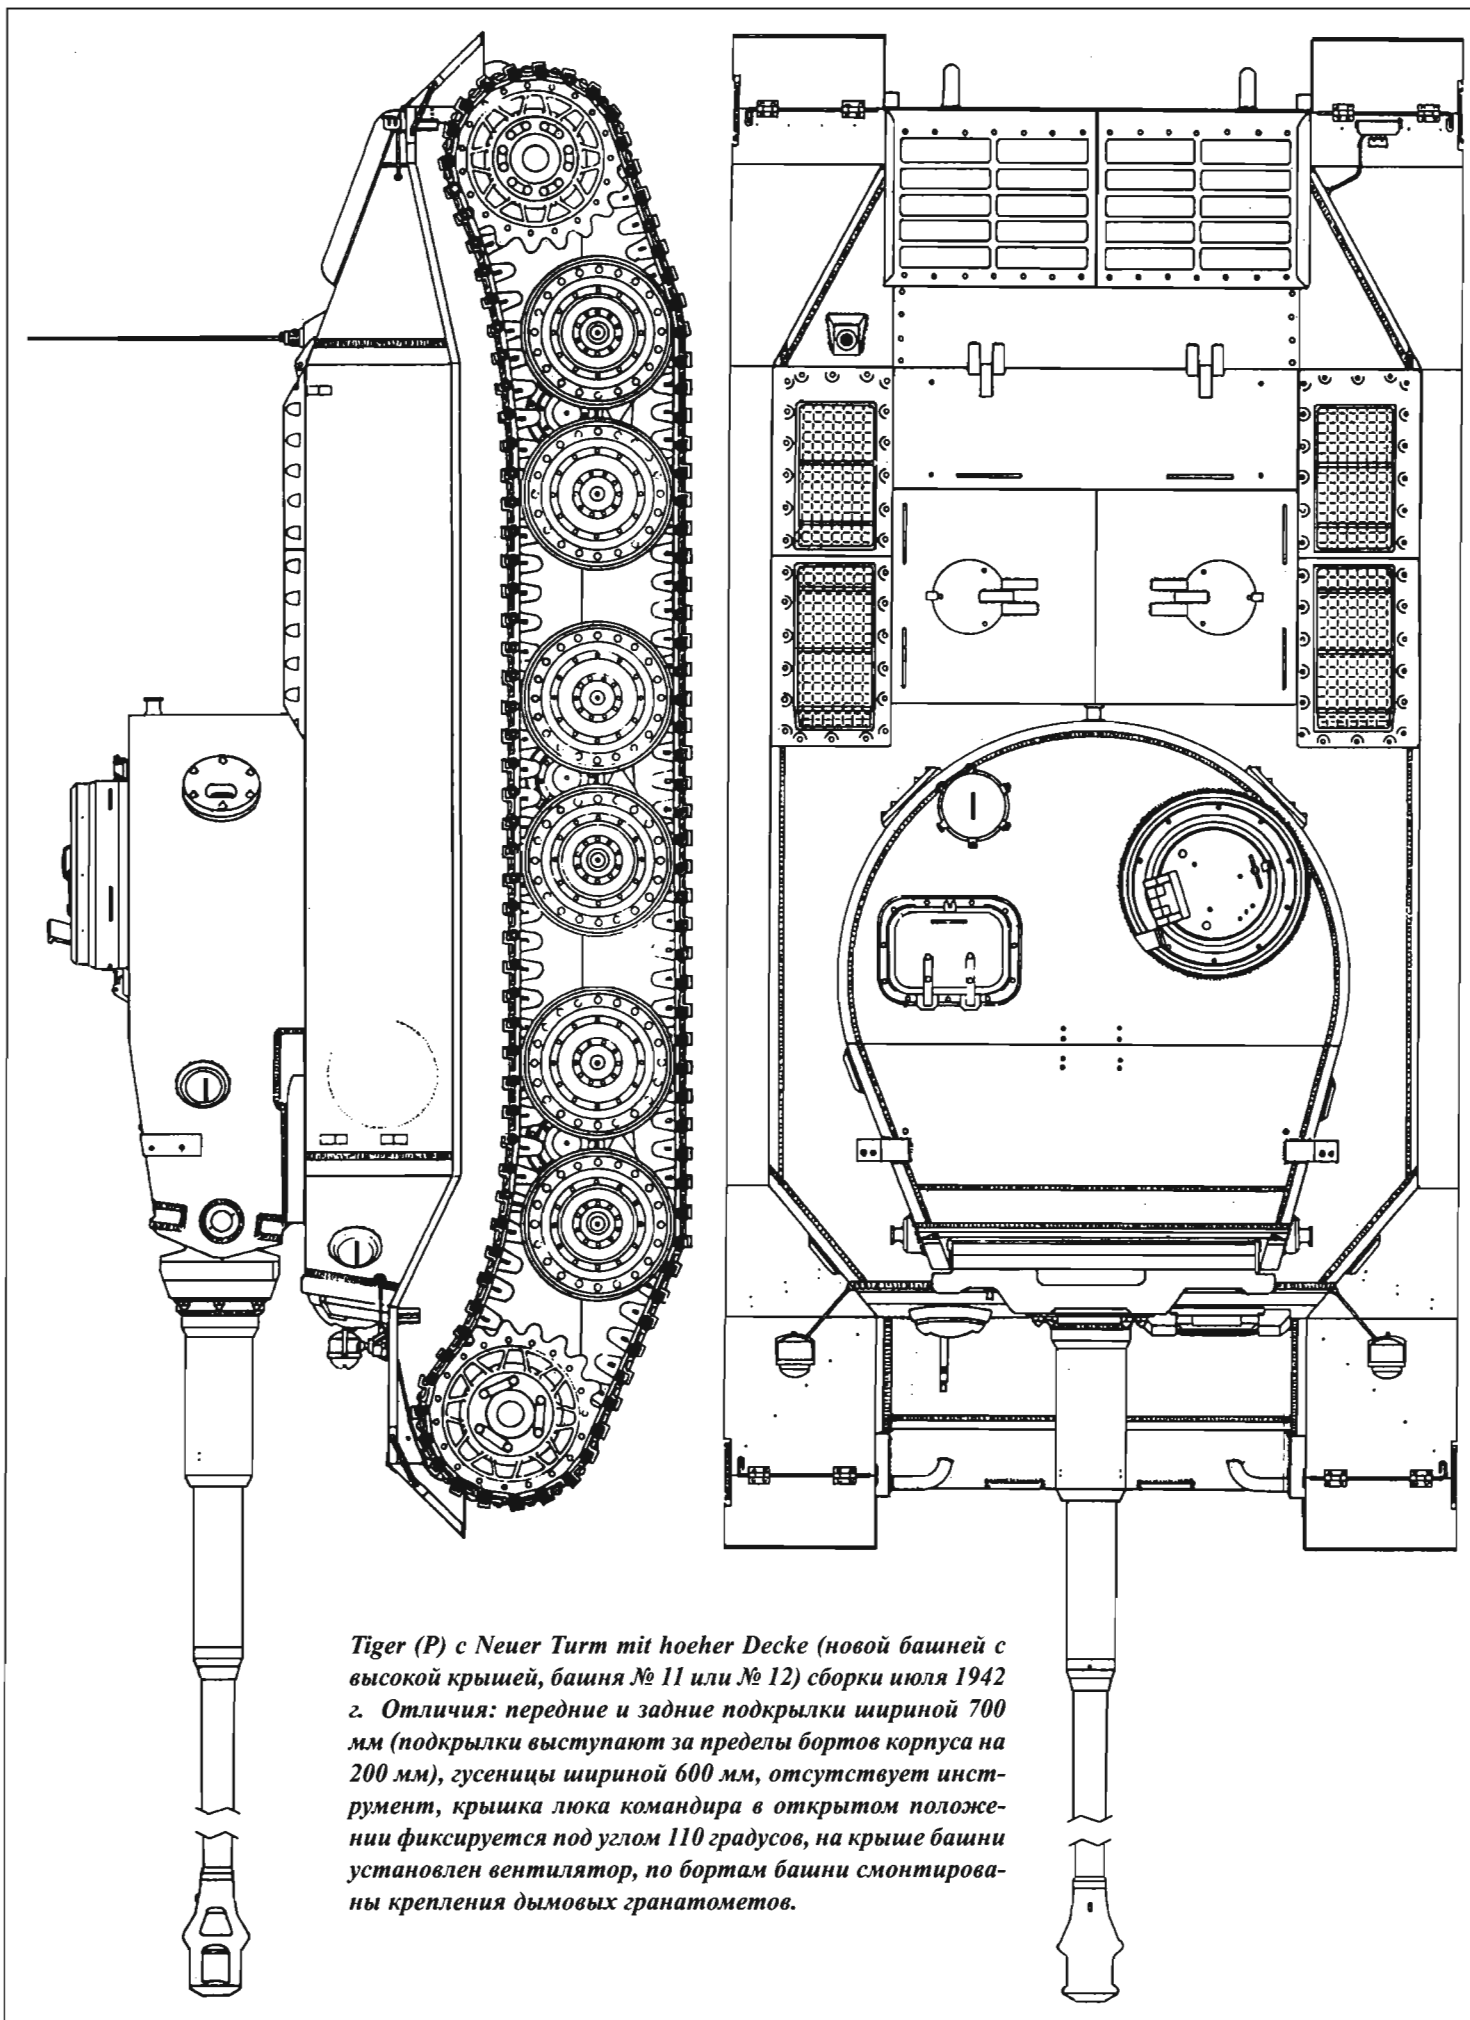 Tiger (P) с Neuer Turm mit hoeher Decke (новой башней с
высокой крышей, башня № 11 или № 12) сборки июля 1942
г. Отличия: передние и задние подкрылки шириной 700
мм (подкрылки выступают за пределы бортов корпуса на
200 мм), гусеницы шириной 600 мм, отсутствует инст-
румент, крышка люка командира в открытом положе-
нии фиксируется под углом 110 градусов, на крыше башни
установлен вентилятор, по бортам башни смонтирова-
ны крепления дымовых гранатометов.